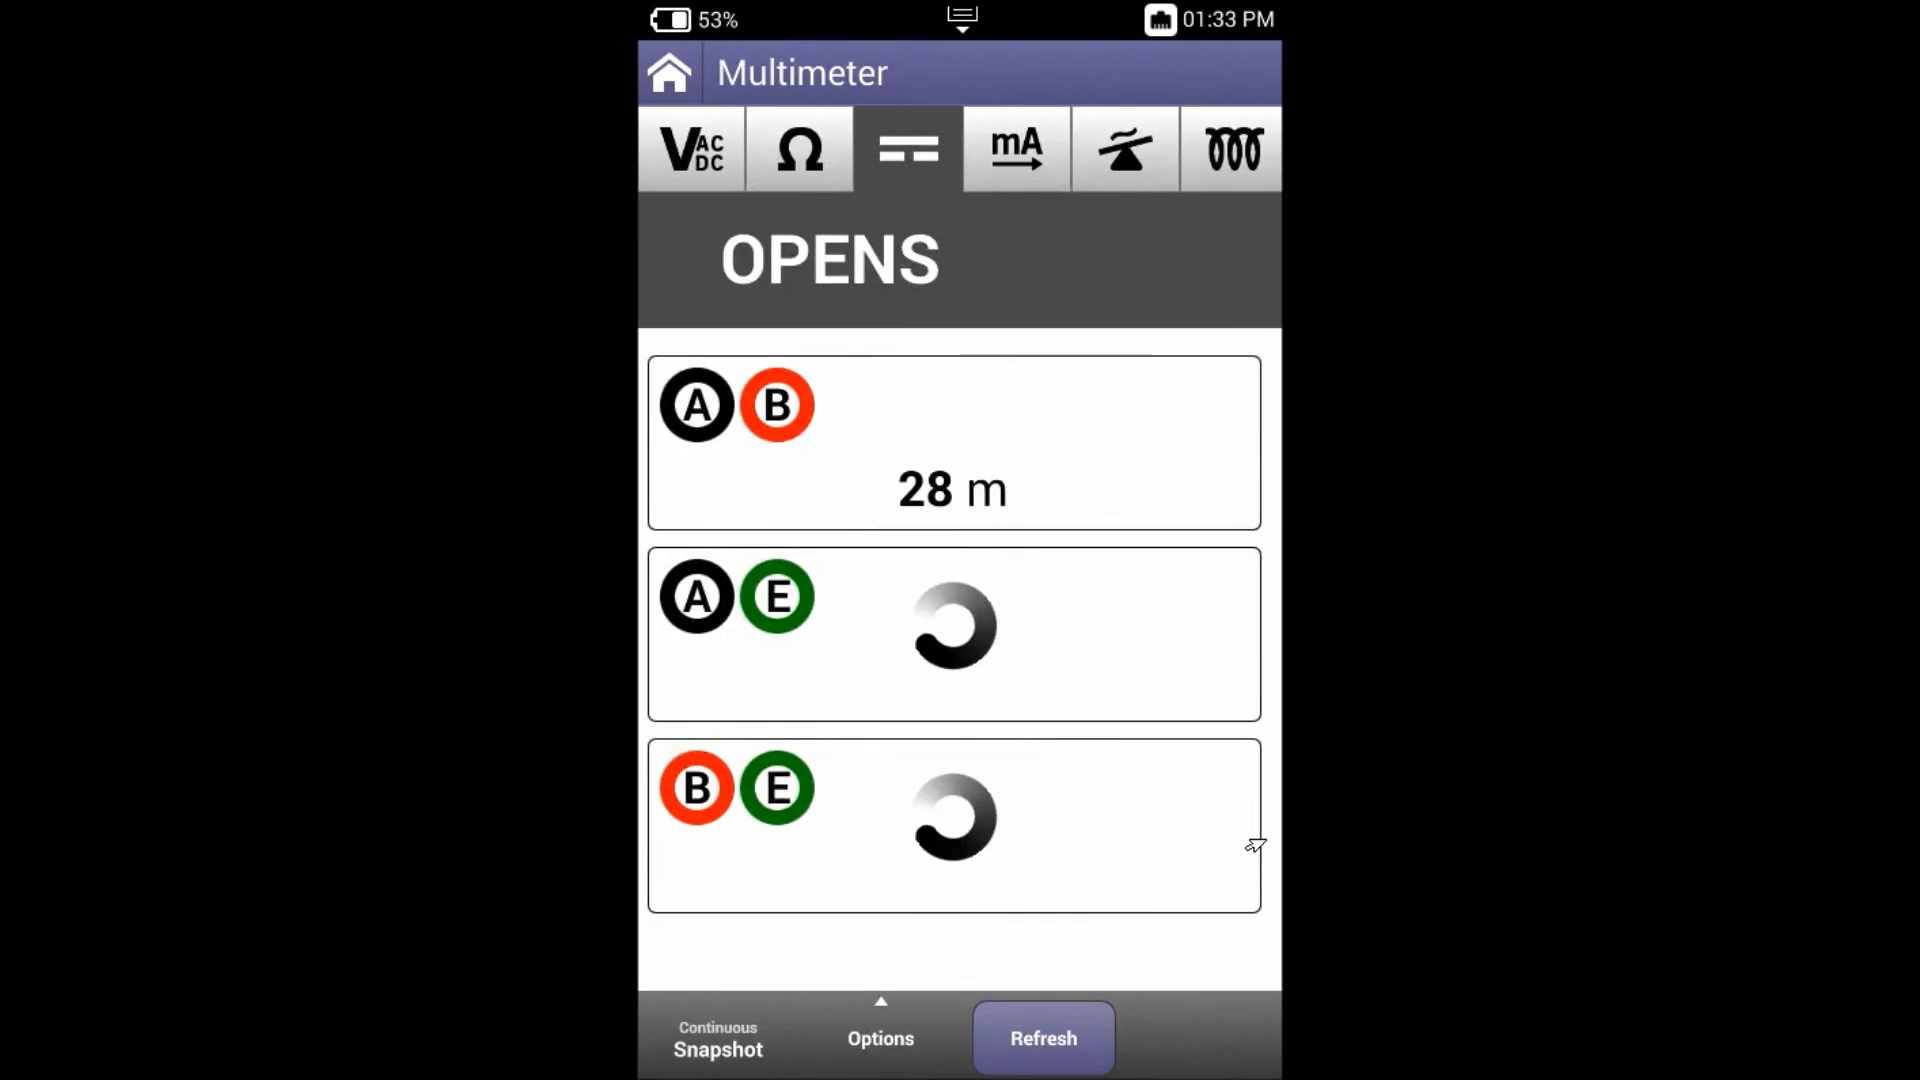 53%
01:33 PM
Multimeter
VAC
DC
Ω
mA
OPENS
A B
28 m
A E
B E
Continuous
Snapshot
Options
Refresh